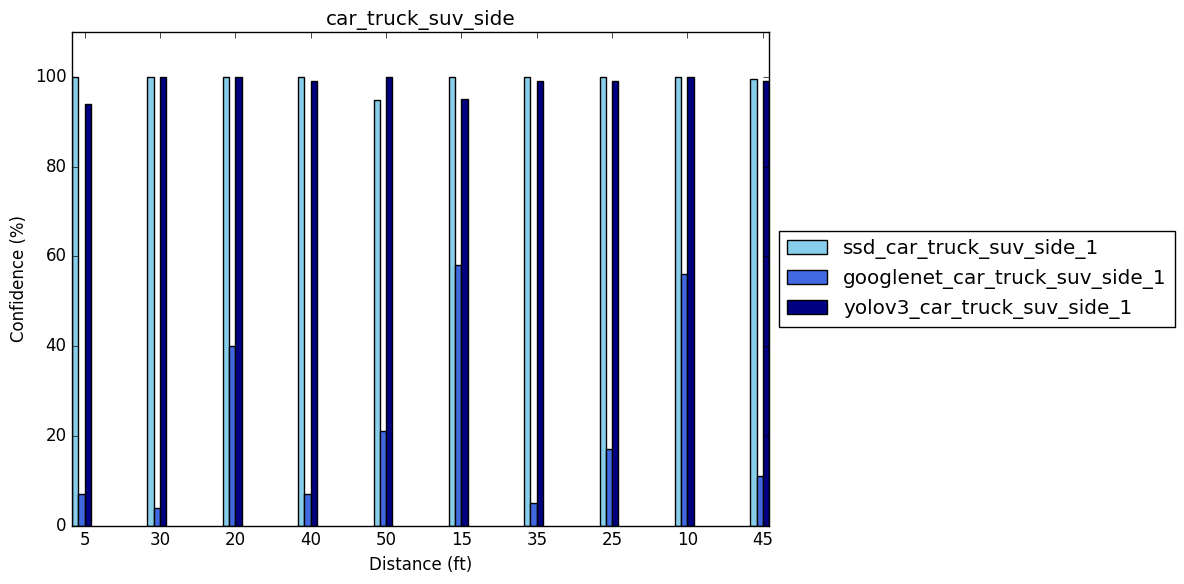 car_truck_suv_side
100
80
60
40
20
0
Confidence (%)
5 30 20 40 50 15 35 25 10 45
Distance (ft)
ssd_car_truck_suv_side_1
googlenet_car_truck_suv_side_1
yolov3_car_truck_suv_side_1